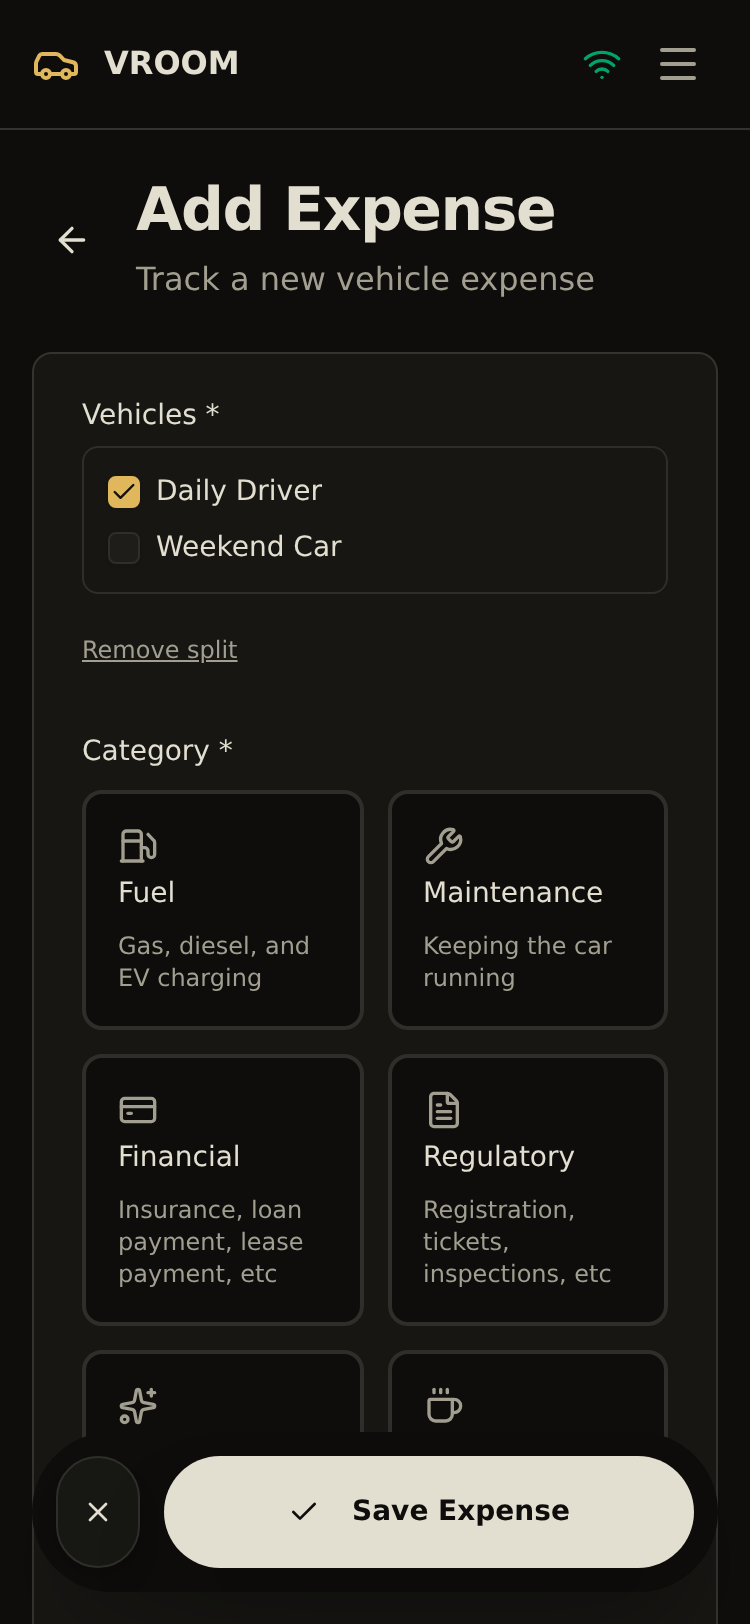 VROOM
Add Expense
Track a new vehicle expense
Vehicles *
Daily Driver
Weekend Car
Remove split
Category *
Fuel
Gas, diesel, and
EV charging
Maintenance
Keeping the car
running
Financial
Insurance, loan
payment, lease
payment, etc
Regulatory
Registration,
tickets,
inspections, etc
Save Expense